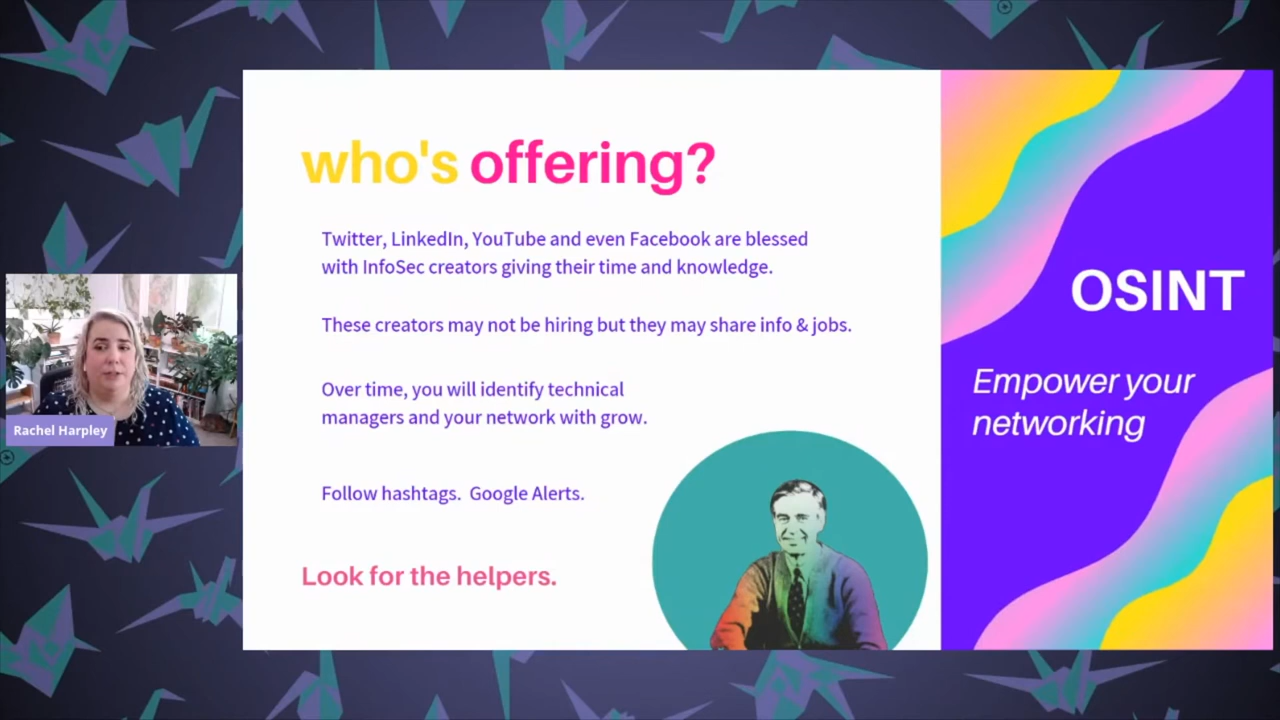 who's offering?
Twitter, LinkedIn, YouTube and even Facebook are blessed
with InfoSec creators giving their time and knowledge.
These creators may not be hiring but they may share info & jobs.
Over time, you will identify technical
managers and your network with grow.
Follow hashtags.  Google Alerts.
Look for the helpers.
OSINT
Empower your
networking
Rachel Harpley